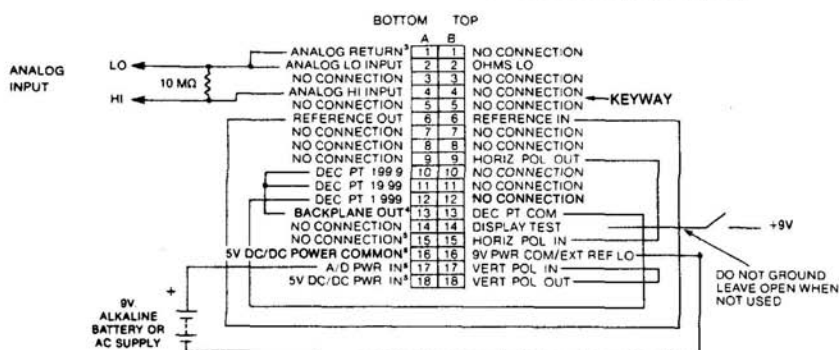 BOTTOM TOP
A B
ANALOG INPUT
LO
10 MΩ
HI
ANALOG RETURN³ 1 1 NO CONNECTION
ANALOG LO INPUT 2 2 OHMS LO
NO CONNECTION 3 3 NO CONNECTION
ANALOG HI INPUT 4 4 NO CONNECTION
NO CONNECTION 5 5 NO CONNECTION
KEYWAY
REFERENCE OUT 6 6 REFERENCE IN
NO CONNECTION 7 7 NO CONNECTION
NO CONNECTION 8 8 NO CONNECTION
NO CONNECTION 9 9 HORIZ POL OUT
DEC PT 199 9 10 10 NO CONNECTION
DEC PT 19 99 11 11 NO CONNECTION
DEC PT 1 999 12 12 NO CONNECTION
BACKPLANE OUT⁴ 13 13 DEC PT COM
NO CONNECTION 14 14 DISPLAY TEST
+9V
NO CONNECTION⁵ 15 15 HORIZ POL IN
5V DC/DC POWER COMMON 16 16 9V PWR COM/EXT REF LO
A/D PWR IN 17 17 VERT POL IN
5V DC/DC PWR IN⁵ 18 18 VERT POL OUT
DO NOT GROUND
LEAVE OPEN WHEN
NOT USED
+
9V.
ALKALINE
BATTERY OR
AC SUPPLY